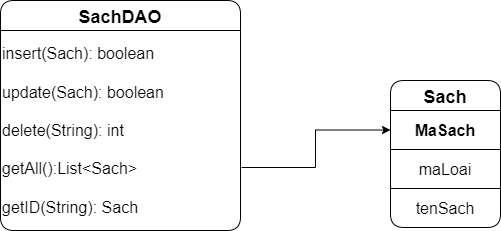 SachDAO
insert(Sach): boolean
update(Sach): boolean
delete(String): int
getAll():List<Sach>
getID(String): Sach
Sach
MaSach
maLoai
tenSach